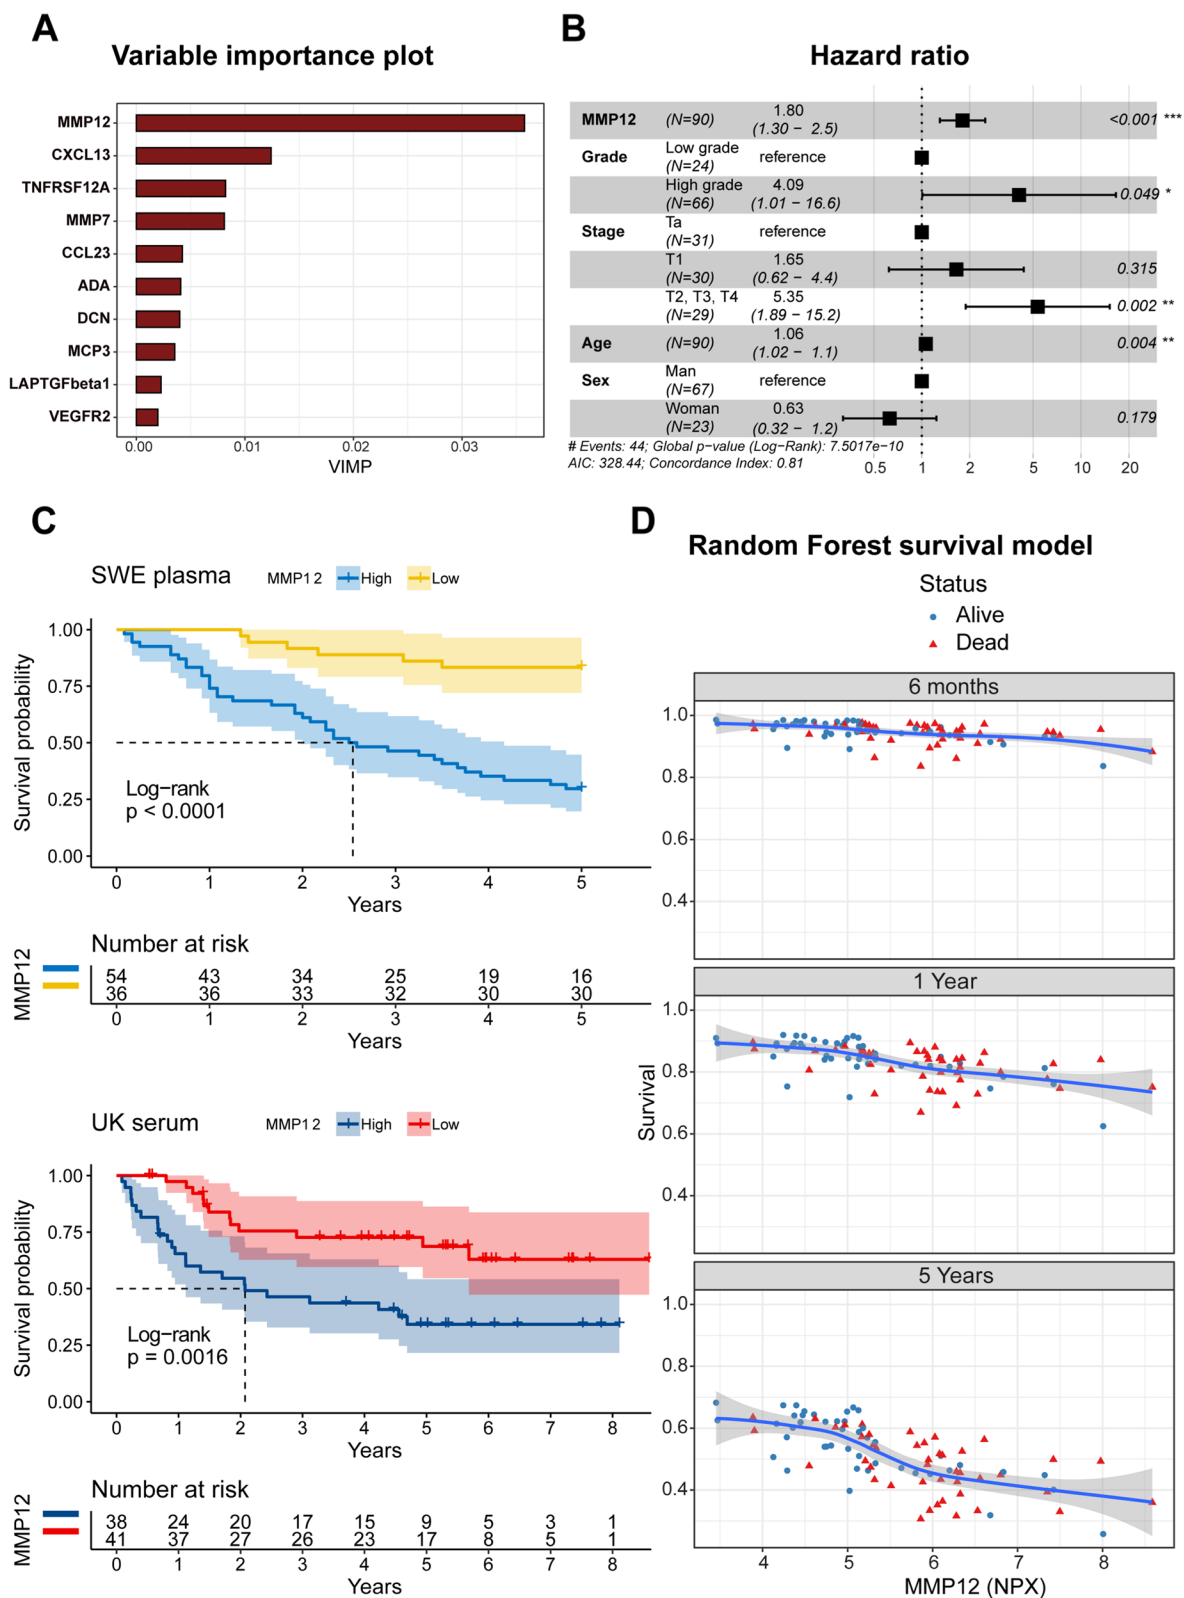 A
Variable importance plot
MMP12
CXCL13
TNFRSF12A
MMP7
CCL23
ADA
DCN
MCP3
LAPTGFbeta1
VEGFR2
0.00 0.01 0.02 0.03
VIMP
B
Hazard ratio
MMP12 (N=90) 1.80 (1.30 − 2.5) <0.001 ***
Grade Low grade (N=24) reference
High grade (N=66) 4.09 (1.01 − 16.6) 0.049 *
Stage Ta (N=31) reference
T1 (N=30) 1.65 (0.62 − 4.4) 0.315
T2, T3, T4 (N=29) 5.35 (1.89 − 15.2) 0.002 **
Age (N=90) 1.06 (1.02 − 1.1) 0.004 **
Sex Man (N=67) reference
Woman (N=23) 0.63 (0.32 − 1.2) 0.179
# Events: 44; Global p−value (Log−Rank): 7.5017e−10
AIC: 328.44; Concordance Index: 0.81
0.5 1 2 5 10 20
C
SWE plasma
MMP12 High Low
Survival probability
1.00
0.75
0.50
0.25
0.00
Log−rank
p < 0.0001
0 1 2 3 4 5
Years
Number at risk
MMP12
54 43 34 25 19 16
36 36 33 32 30 30
0 1 2 3 4 5
Years
UK serum
MMP12 High Low
Survival probability
1.00
0.75
0.50
0.25
0.00
Log−rank
p = 0.0016
0 1 2 3 4 5 6 7 8
Years
Number at risk
MMP12
38 24 20 17 15 9 5 3 1
41 37 27 26 23 17 8 5 1
0 1 2 3 4 5 6 7 8
Years
D
Random Forest survival model
Status
Alive
Dead
6 months
1.0
0.8
0.6
0.4
1 Year
1.0
0.8
0.6
0.4
Survival
5 Years
1.0
0.8
0.6
0.4
4 5 6 7 8
MMP12 (NPX)